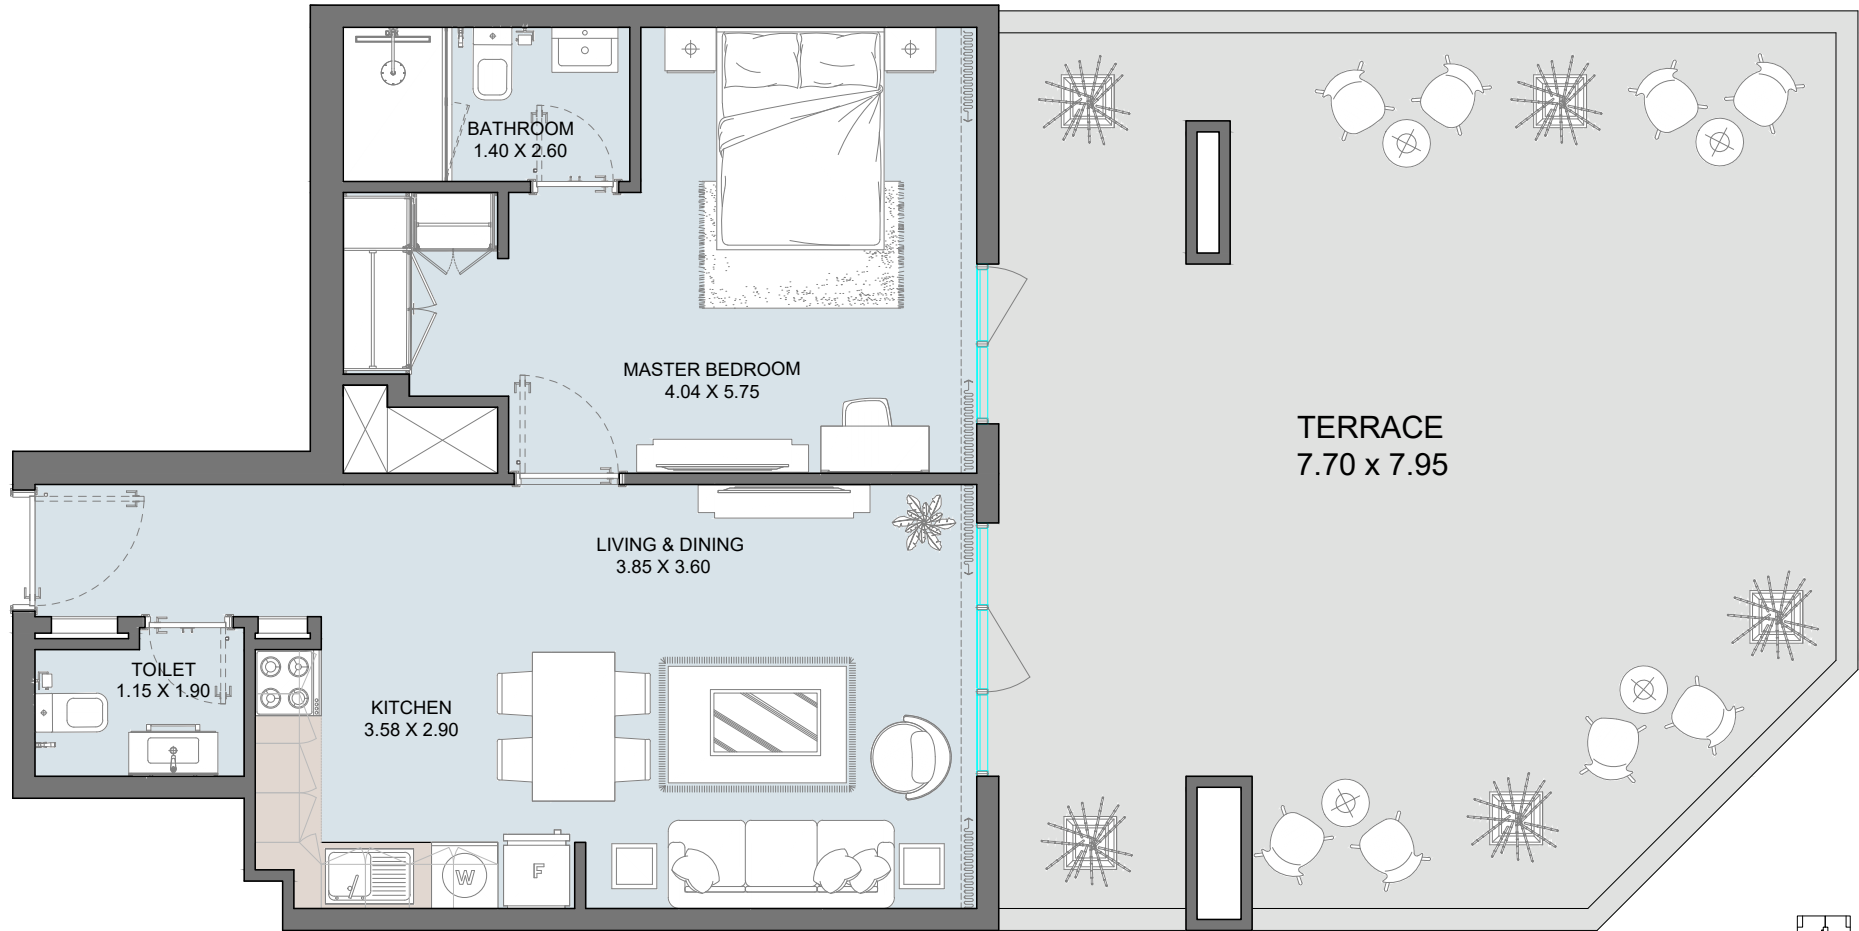 BATHROOM
1.40 X 2.60
MASTER BEDROOM
4.04 X 5.75
TERRACE
7.70 x 7.95
LIVING & DINING
3.85 X 3.60
TOILET
1.15 X 1.90
KITCHEN
3.58 X 2.90
W
F